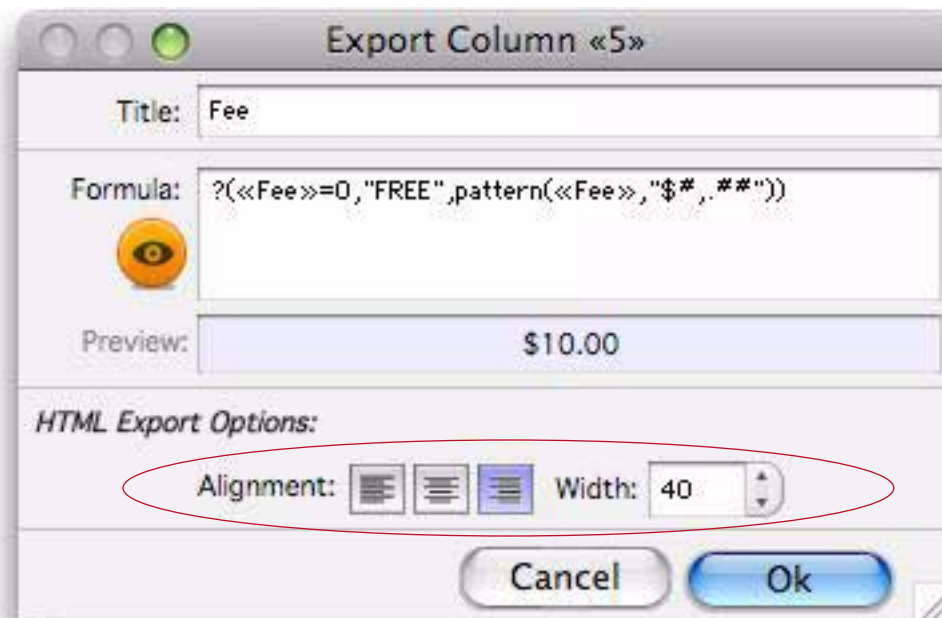 Export Column «5»
Title: Fee
Formula: ?(«Fee»=0,"FREE",pattern(«Fee»,"$#,.##"))
Preview: $10.00
HTML Export Options:
Alignment: Width: 40
Cancel Ok